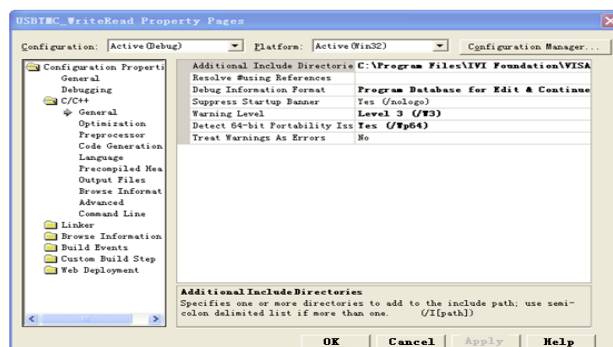 USBTMC_WriteRead Property Pages
Configuration: Active(Debug) Platform: Active(Win32) Configuration Manager...
Configuration Properti
General
Debugging
C/C++
General
Optimization
Preprocessor
Code Generation
Language
Precompiled Hea
Output Files
Browse Informat
Advanced
Command Line
Linker
Browse Information
Build Events
Custom Build Step
Web Deployment
Additional Include Directorie C:\Program Files\IVI Foundation\VISA
Resolve #using References
Debug Information Format Program Database for Edit & Continue
Suppress Startup Banner Yes (/nologo)
Warning Level Level 3 (/W3)
Detect 64-bit Portability Iss Yes (/Wp64)
Treat Warnings As Errors No
Additional Include Directories
Specifies one or more directories to add to the include path; use semi-
colon delimited list if more than one. (/I[path])
OK Cancel Apply Help